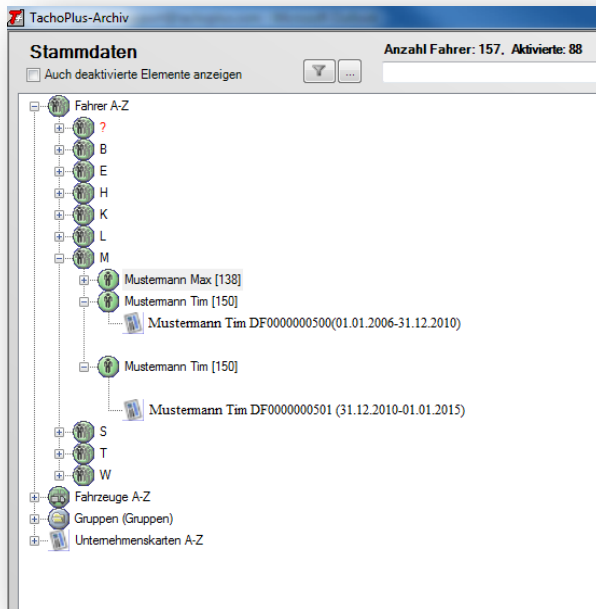 TachoPlus-Archiv
Stammdaten
Anzahl Fahrer: 157, Aktivierte: 88
Auch deaktivierte Elemente anzeigen
...
Fahrer A-Z
?
B
E
H
K
L
M
Mustermann Max [138]
Mustermann Tim [150]
Mustermann Tim DF0000000500(01.01.2006-31.12.2010)
Mustermann Tim [150]
Mustermann Tim DF0000000501 (31.12.2010-01.01.2015)
S
T
W
Fahrzeuge A-Z
Gruppen (Gruppen)
Unternehmenskarten A-Z